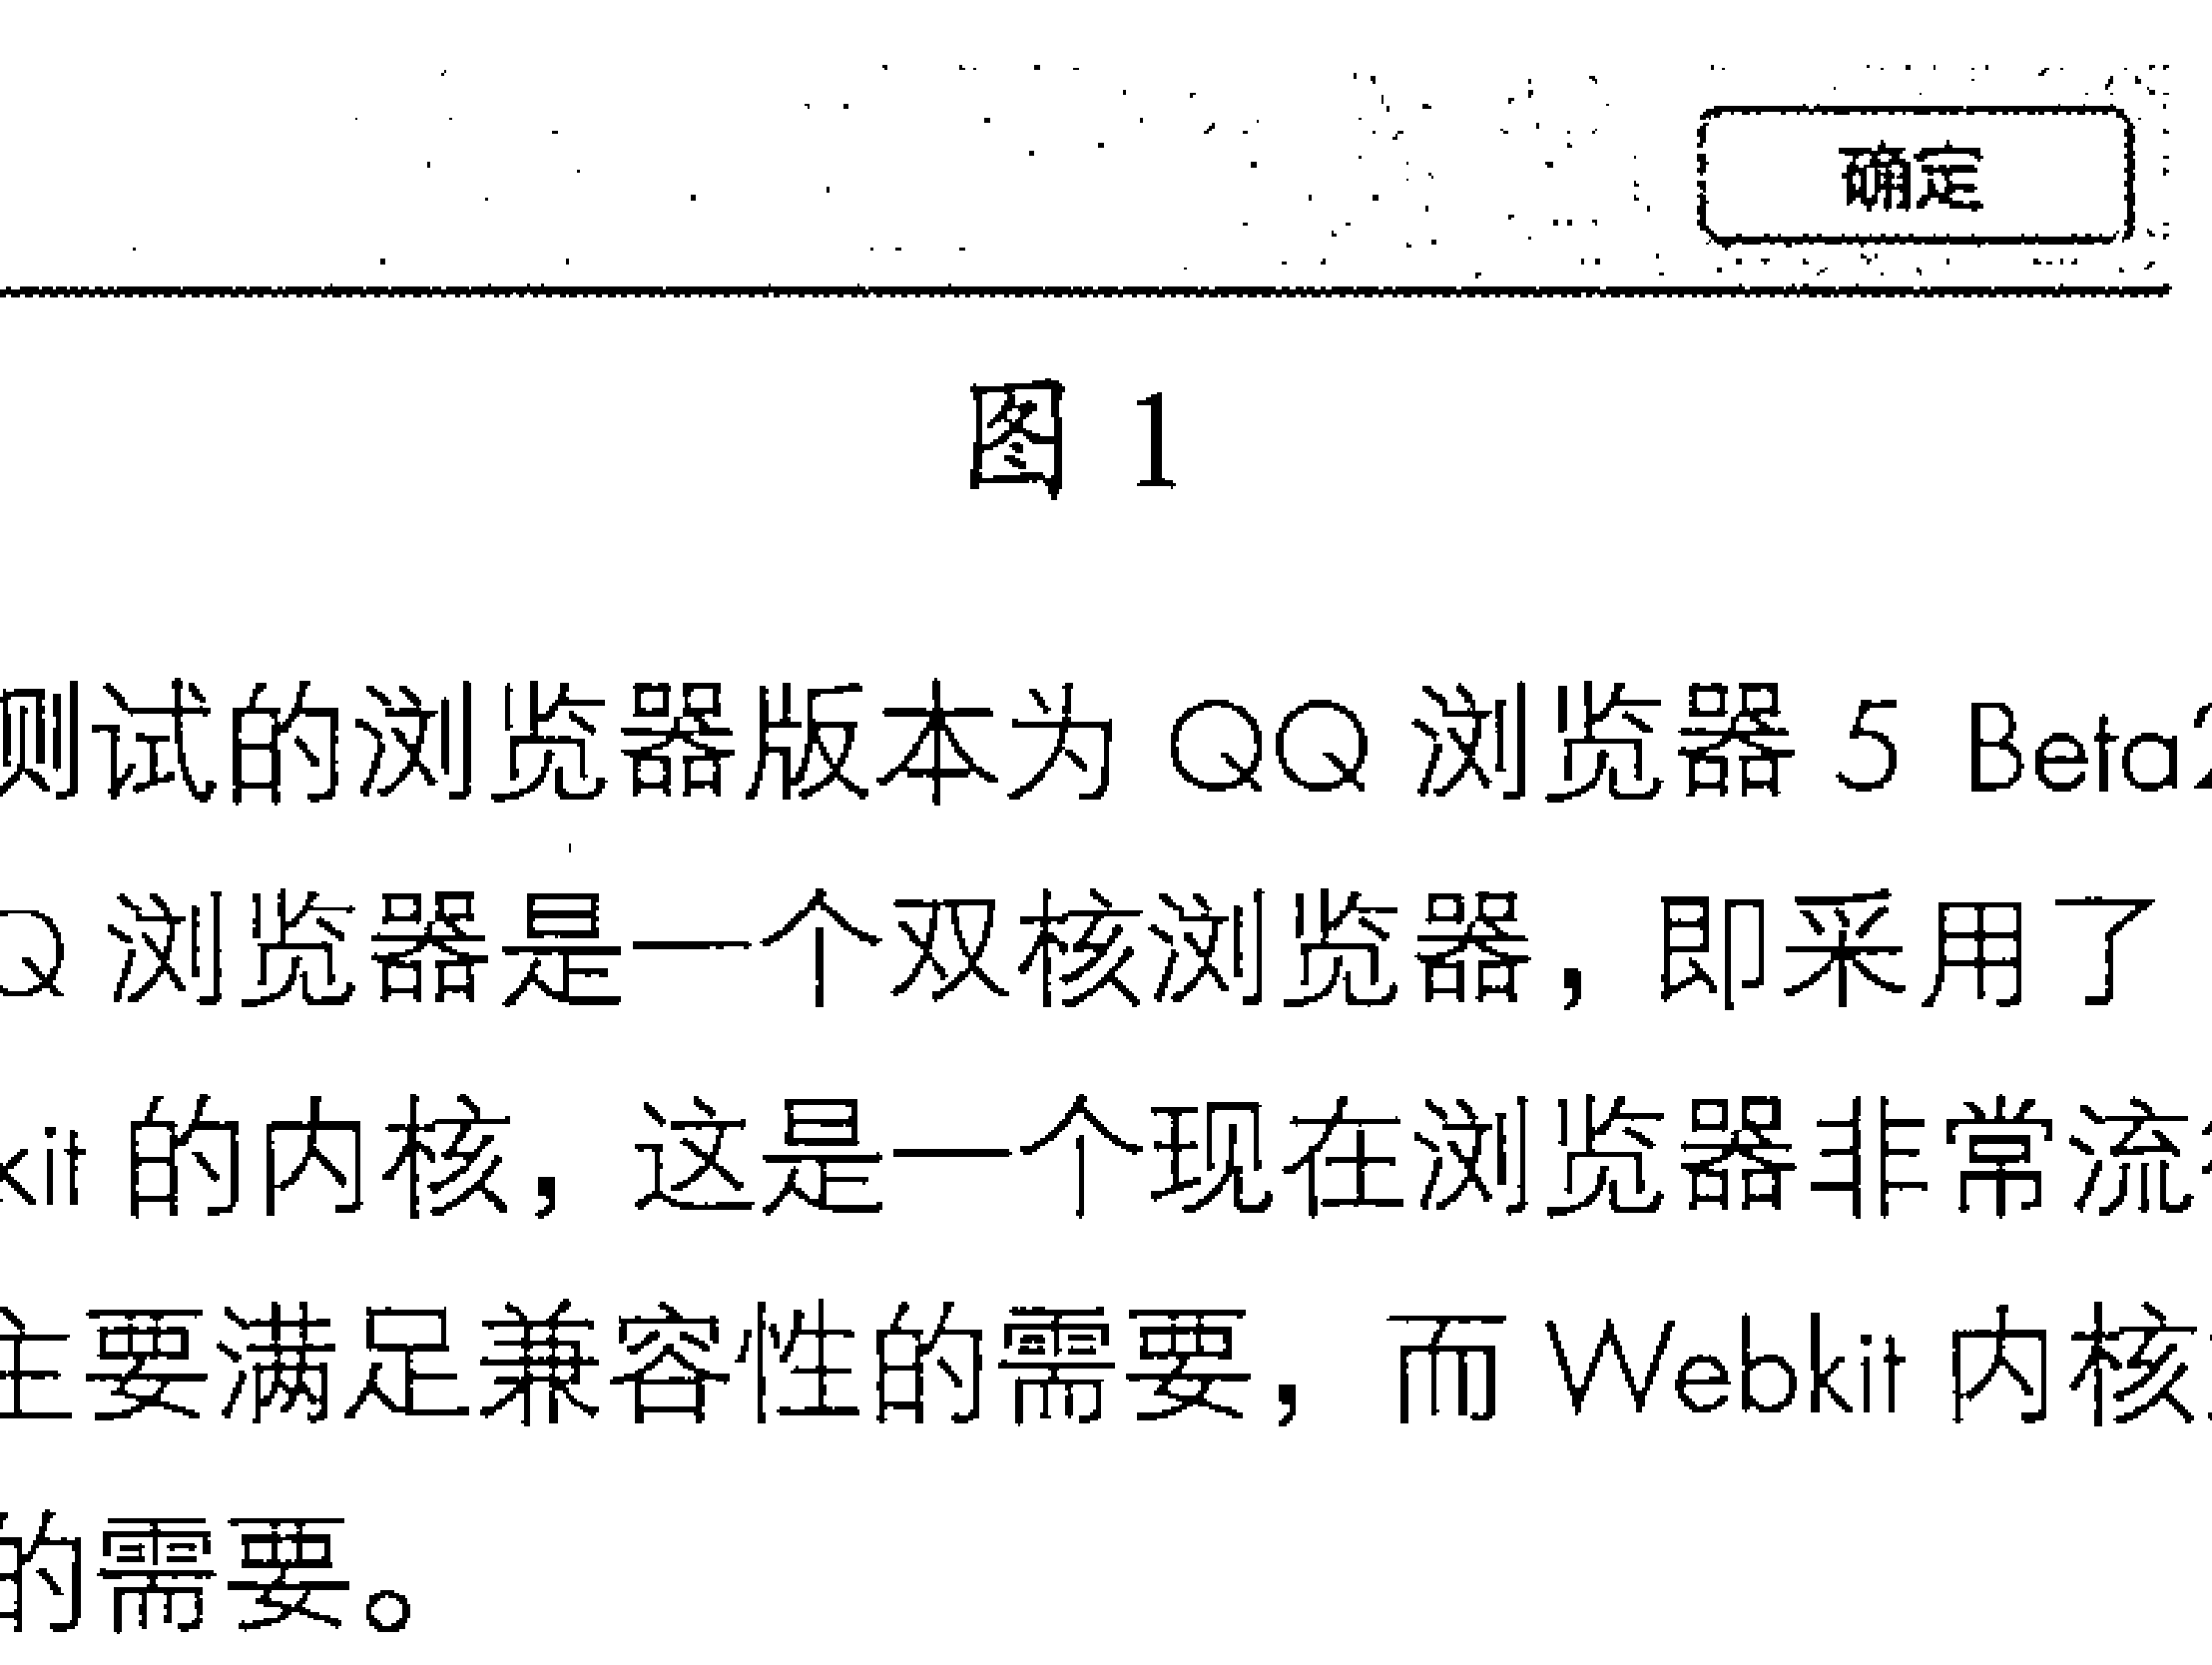 确定
图 1
测试的浏览器版本为 QQ 浏览器 5 Beta2
Q 浏览器是一个双核浏览器，即采用了
kit 的内核，这是一个现在浏览器非常流
主要满足兼容性的需要，而 Webkit 内核
的需要。